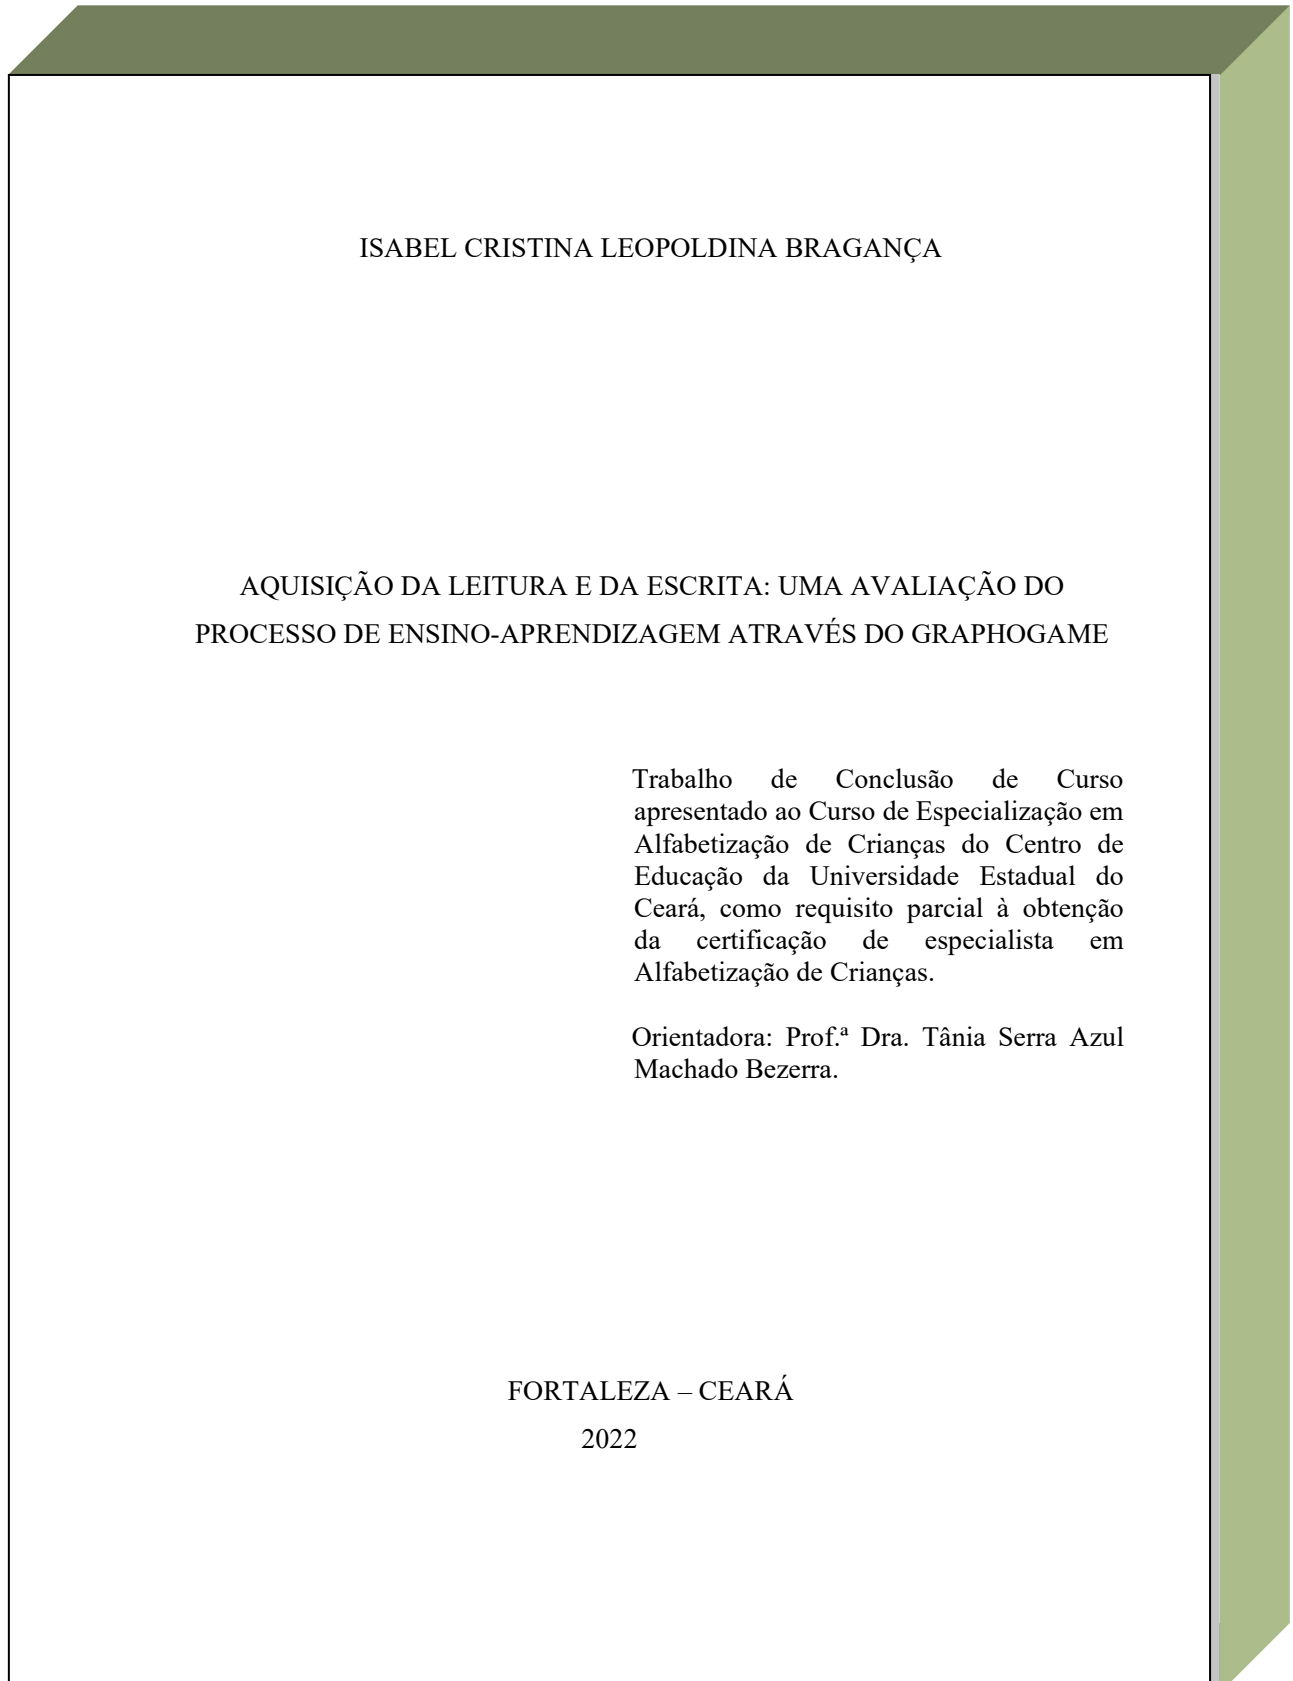 ISABEL CRISTINA LEOPOLDINA BRAGANÇA
AQUISIÇÃO DA LEITURA E DA ESCRITA: UMA AVALIAÇÃO DO
PROCESSO DE ENSINO-APRENDIZAGEM ATRAVÉS DO GRAPHOGAME
Trabalho de Conclusão de Curso
apresentado ao Curso de Especialização em
Alfabetização de Crianças do Centro de
Educação da Universidade Estadual do
Ceará, como requisito parcial à obtenção
da certificação de especialista em
Alfabetização de Crianças.
Orientadora: Prof.ª Dra. Tânia Serra Azul
Machado Bezerra.
FORTALEZA – CEARÁ
2022